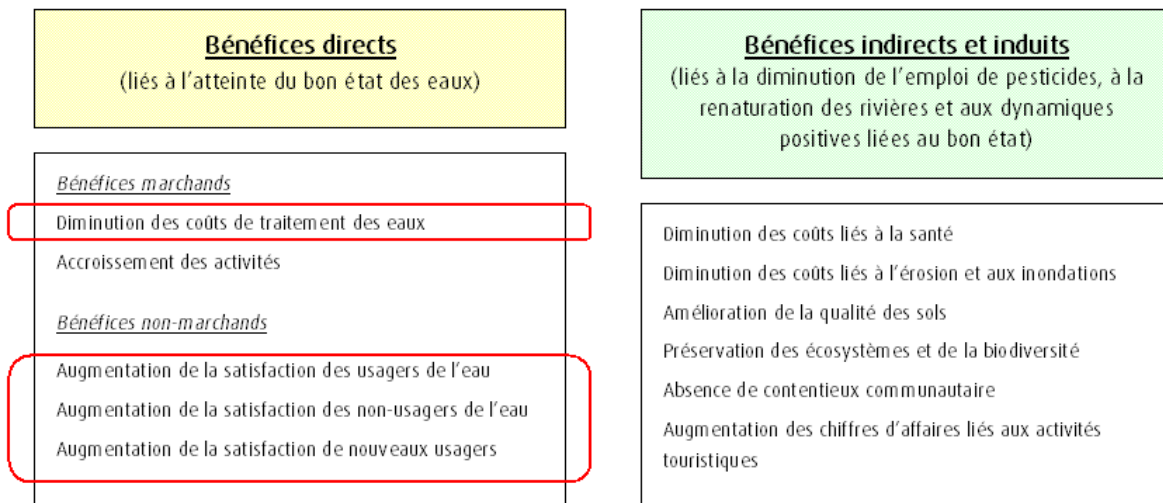 Bénéfices directs
(liés à l'atteinte du bon état des eaux)
Bénéfices marchands
Diminution des coûts de traitement des eaux
Accroissement des activités
Bénéfices non-marchands
Augmentation de la satisfaction des usagers de l'eau
Augmentation de la satisfaction des non-usagers de l'eau
Augmentation de la satisfaction de nouveaux usagers
Bénéfices indirects et induits
(liés à la diminution de l'emploi de pesticides, à la
renaturation des rivières et aux dynamiques
positives liées au bon état)
Diminution des coûts liés à la santé
Diminution des coûts liés à l'érosion et aux inondations
Amélioration de la qualité des sols
Préservation des écosystèmes et de la biodiversité
Absence de contentieux communautaire
Augmentation des chiffres d'affaires liés aux activités
touristiques